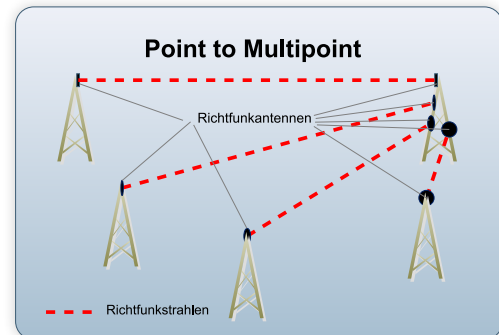 Point to Multipoint
Richtfunkantennen
Richtfunkstrahlen